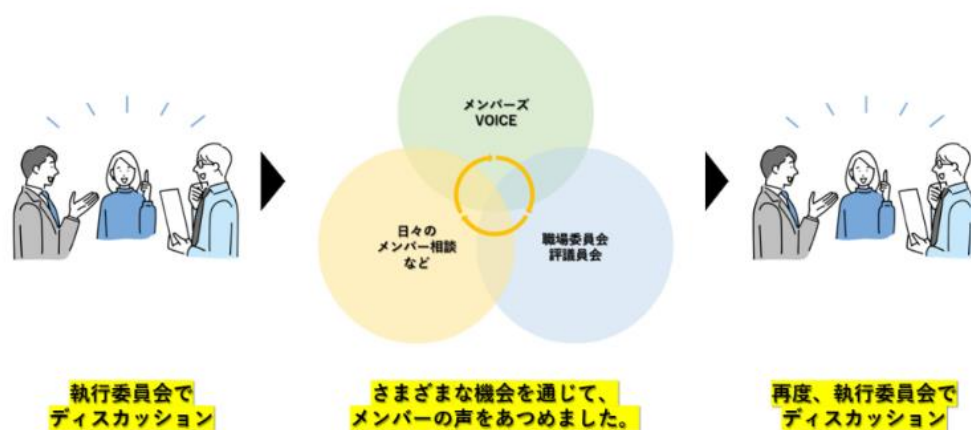 メンバーズ
VOICE
日々の
メンバー相談
など
職場委員会
評議員会
執行委員会で
ディスカッション
さまざまな機会を通じて、
メンバーの声をあつめました。
再度、執行委員会で
ディスカッション